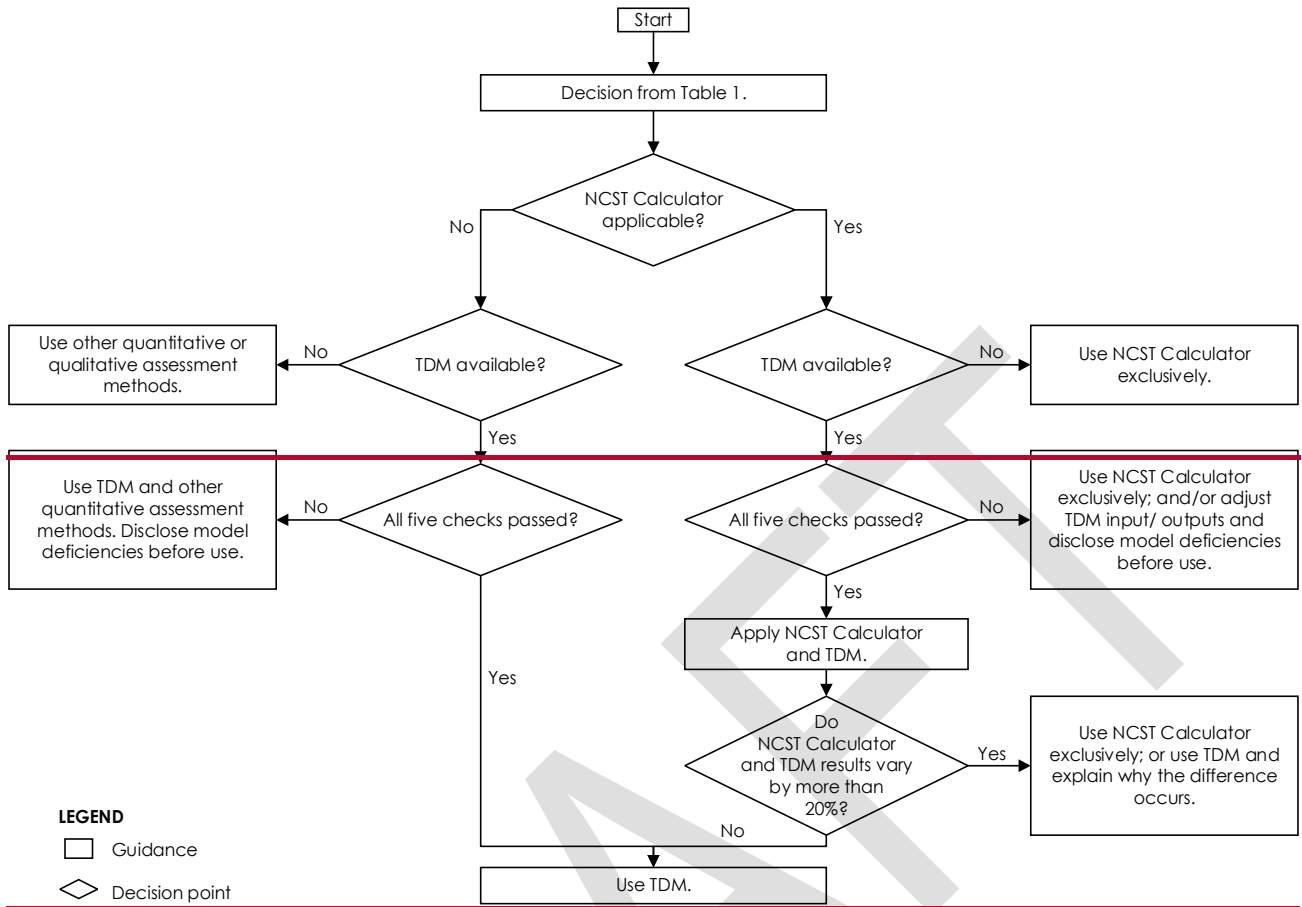 Start
Decision from Table 1.
NCST Calculator
applicable?
No
Yes
Use other quantitative or
qualitative assessment
methods.
No
TDM available?
TDM available?
No
Use NCST Calculator
exclusively.
Yes
Yes
Use TDM and other
quantitative assessment
methods. Disclose model
deficiencies before use.
No
All five checks passed?
All five checks passed?
No
Use NCST Calculator
exclusively; and/or adjust
TDM input/ outputs and
disclose model deficiencies
before use.
Yes
Apply NCST Calculator
and TDM.
Yes
Do
NCST Calculator
and TDM results vary
by more than
20%?
Yes
Use NCST Calculator
exclusively; or use TDM and
explain why the difference
occurs.
No
LEGEND
Guidance
Decision point
Use TDM.
AFT